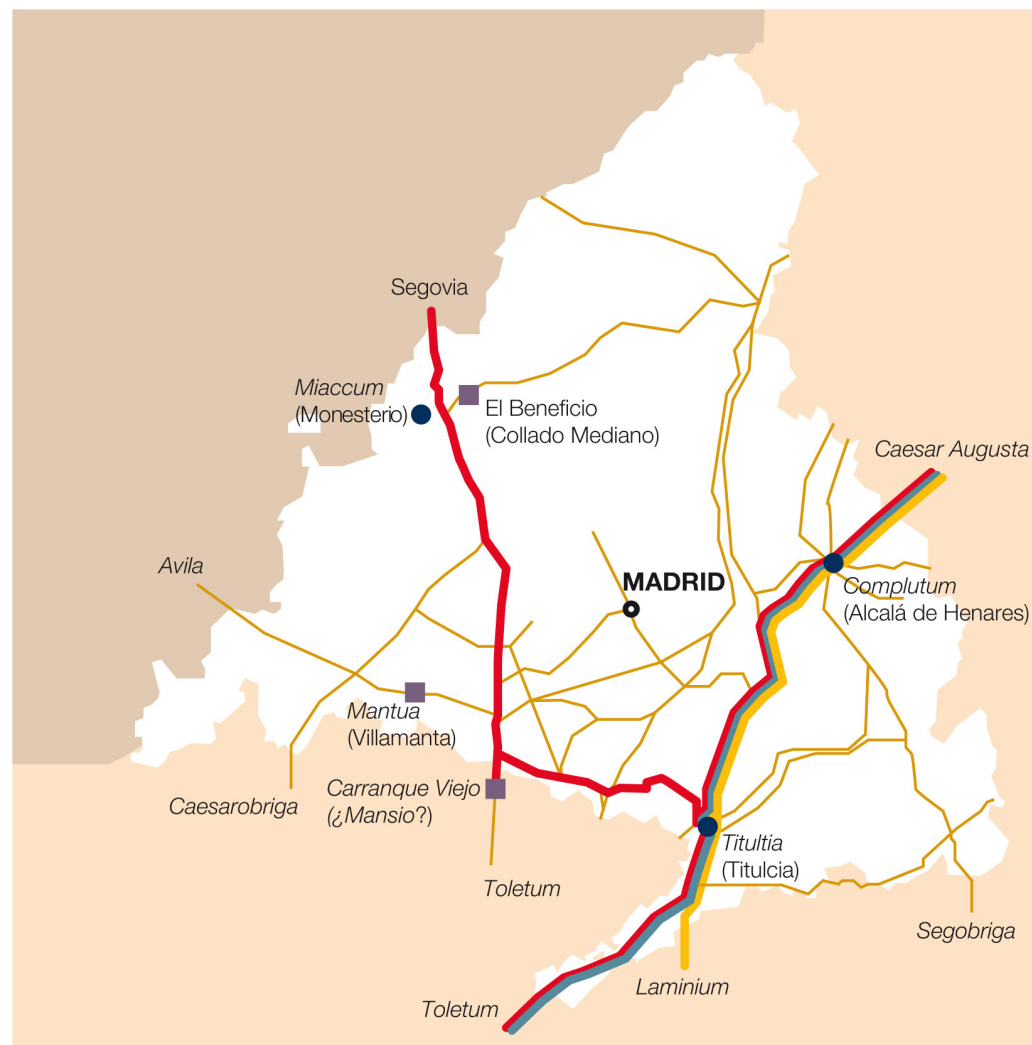 Segovia
Miaccum
(Monesterio)
El Beneficio
(Collado Mediano)
Caesar Augusta
Avila
MADRID
Complutum
(Alcalá de Henares)
Mantua
(Villamanta)
Carranque Viejo
(¿Mansio?)
Caesarobriga
Titultia
(Titulcia)
Toletum
Segobriga
Laminium
Toletum